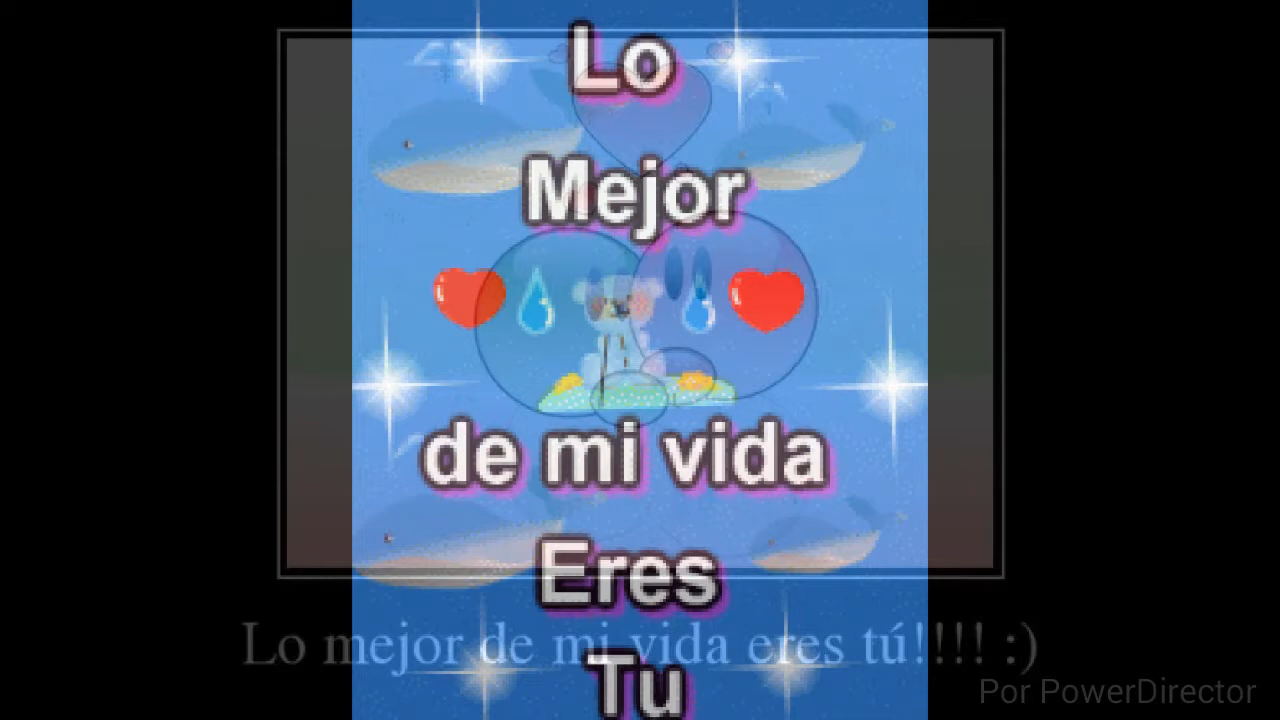 Lo
Mejor
de mi vida
Eres
Lo mejor de mi vida eres tú!!!! :)
Tu
Por PowerDirector